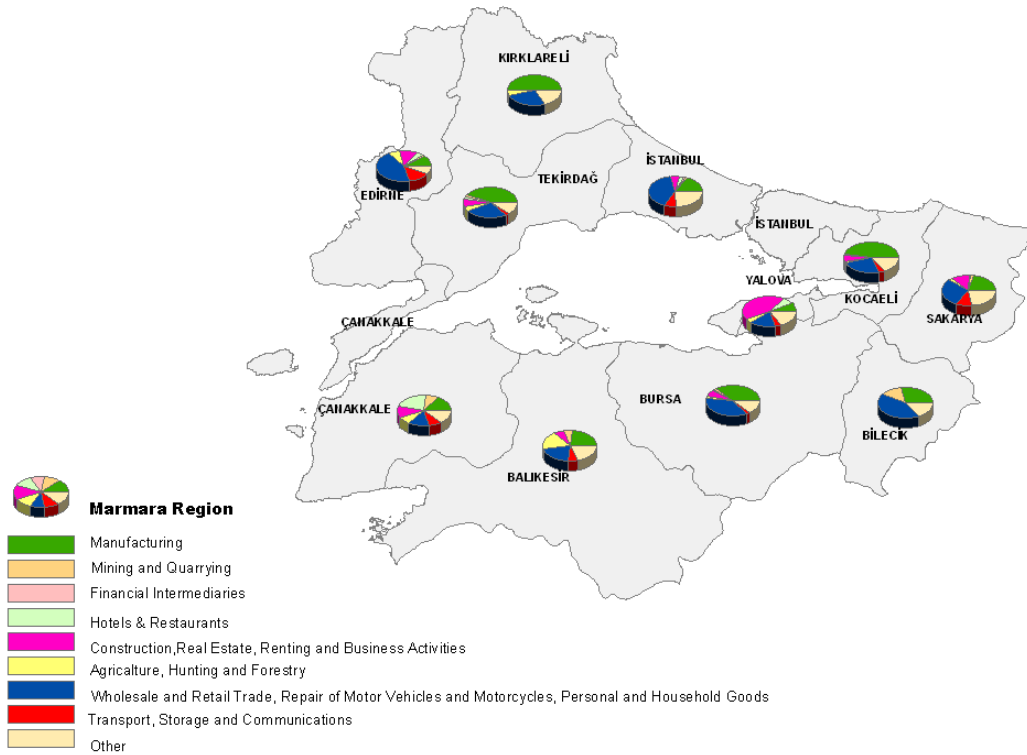 KIRKLARELİ
İSTANBUL
TEKİRDAĞ
EDİRNE
İSTANBUL
YALOVA
KOCAELİ
SAKARYA
ÇANAKKALE
ÇANAKKALE
BURSA
BİLECİK
BALIKESİR
Marmara Region
Manufacturing
Mining and Quarrying
Financial Intermediaries
Hotels & Restaurants
Construction,Real Estate, Renting and Business Activities
Agriculture, Hunting and Forestry
Wholesale and Retail Trade, Repair of Motor Vehicles and Motorcycles, Personal and Household Goods
Transport, Storage and Communications
Other